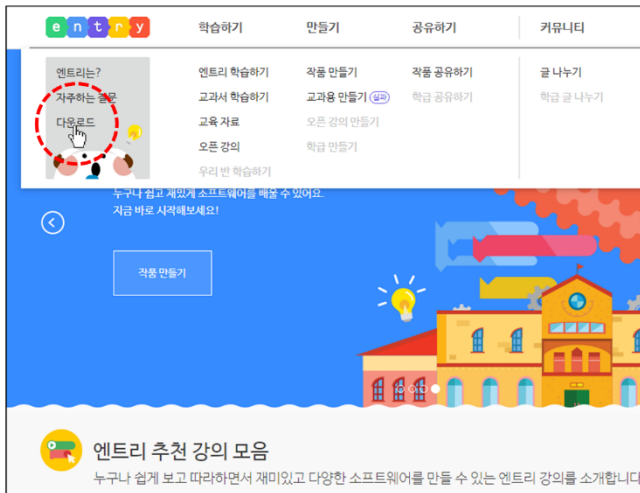 entry 학습하기 만들기 공유하기 커뮤니티
엔트리는? 엔트리 학습하기 작품 만들기 작품 공유하기 글 나누기
자주하는 질문 교과서 학습하기 교과용 만들기 실과 학급 공유하기 학급 글 나누기
다운로드 교육 자료 오픈 강의 만들기
오픈 강의 학급 만들기
우리 반 학습하기
누구나 쉽고 재밌게 소프트웨어를 배울 수 있어요.
지금 바로 시작해보세요!
작품 만들기
엔트리 추천 강의 모음
누구나 쉽게 보고 따라하면서 재미있고 다양한 소프트웨어를 만들 수 있는 엔트리 강의를 소개합니다